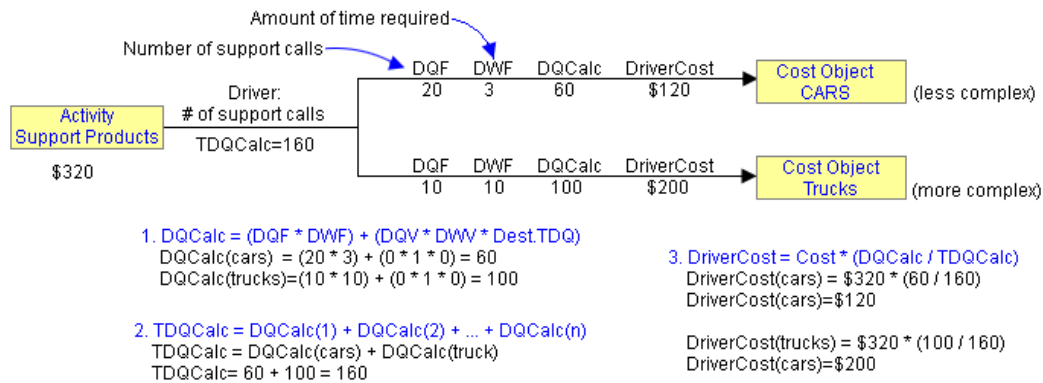 Amount of time required
Number of support calls
DQF DWF DQCalc DriverCost
20 3 60 $120
Cost Object
CARS
(less complex)
Driver:
# of support calls
TDQCalc=160
Activity
Support Products
$320
DQF DWF DQCalc DriverCost
10 10 100 $200
Cost Object
Trucks
(more complex)
1. DQCalc = (DQF * DWF) + (DQV * DWV * Dest.TDQ)
DQCalc(cars) = (20 * 3) + (0 * 1 * 0) = 60
DQCalc(trucks)=(10 * 10) + (0 * 1 * 0) = 100
2. TDQCalc = DQCalc(1) + DQCalc(2) + ... + DQCalc(n)
TDQCalc = DQCalc(cars) + DQCalc(truck)
TDQCalc= 60 + 100 = 160
3. DriverCost = Cost * (DQCalc / TDQCalc)
DriverCost(cars) = $320 * (60 / 160)
DriverCost(cars)=$120
DriverCost(trucks) = $320 * (100 / 160)
DriverCost(cars)=$200